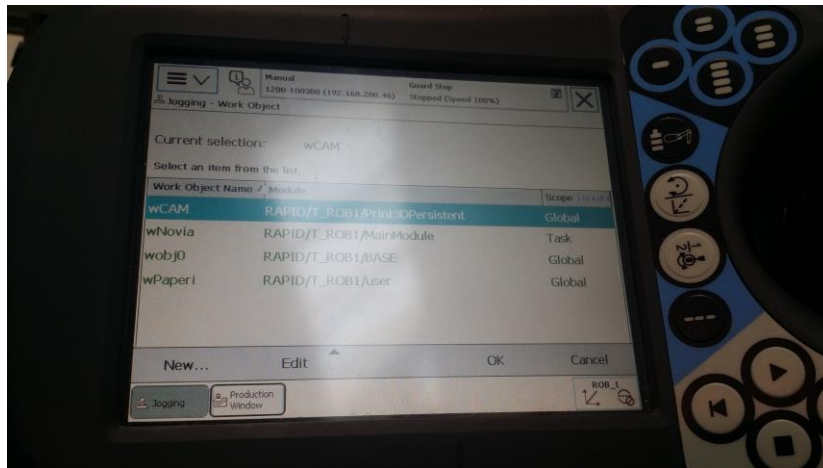 Manual
1200-100380 (192.168.200.46)
Guard Stop
Stopped (Speed 100%)
Jogging - Work Object
Current selection: wCAM
Select an item from the list.
Work Object Name / Module Scope
wCAM RAPID/T_ROB1/Print3DPersistent Global
wNovia RAPID/T_ROB1/MainModule Task
wobj0 RAPID/T_ROB1/BASE Global
wPaperi RAPID/T_ROB1/user Global
New... Edit OK Cancel
Jogging
Production
Window
ROB_1
1
2